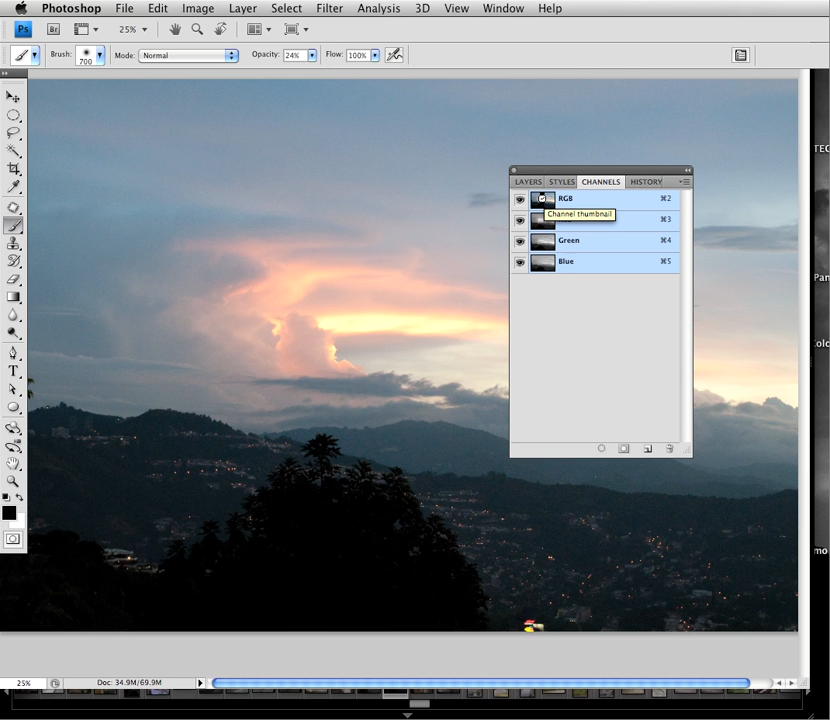 Photoshop File Edit Image Layer Select Filter Analysis 3D View Window Help
Ps Br 25%
Brush: 700 Mode: Normal Opacity: 24% Flow: 100%
LAYERS STYLES CHANNELS HISTORY
RGB ⌘2
Channel thumbnail
⌘3
Green ⌘4
Blue ⌘5
T
25% Doc: 34.9M/69.9M